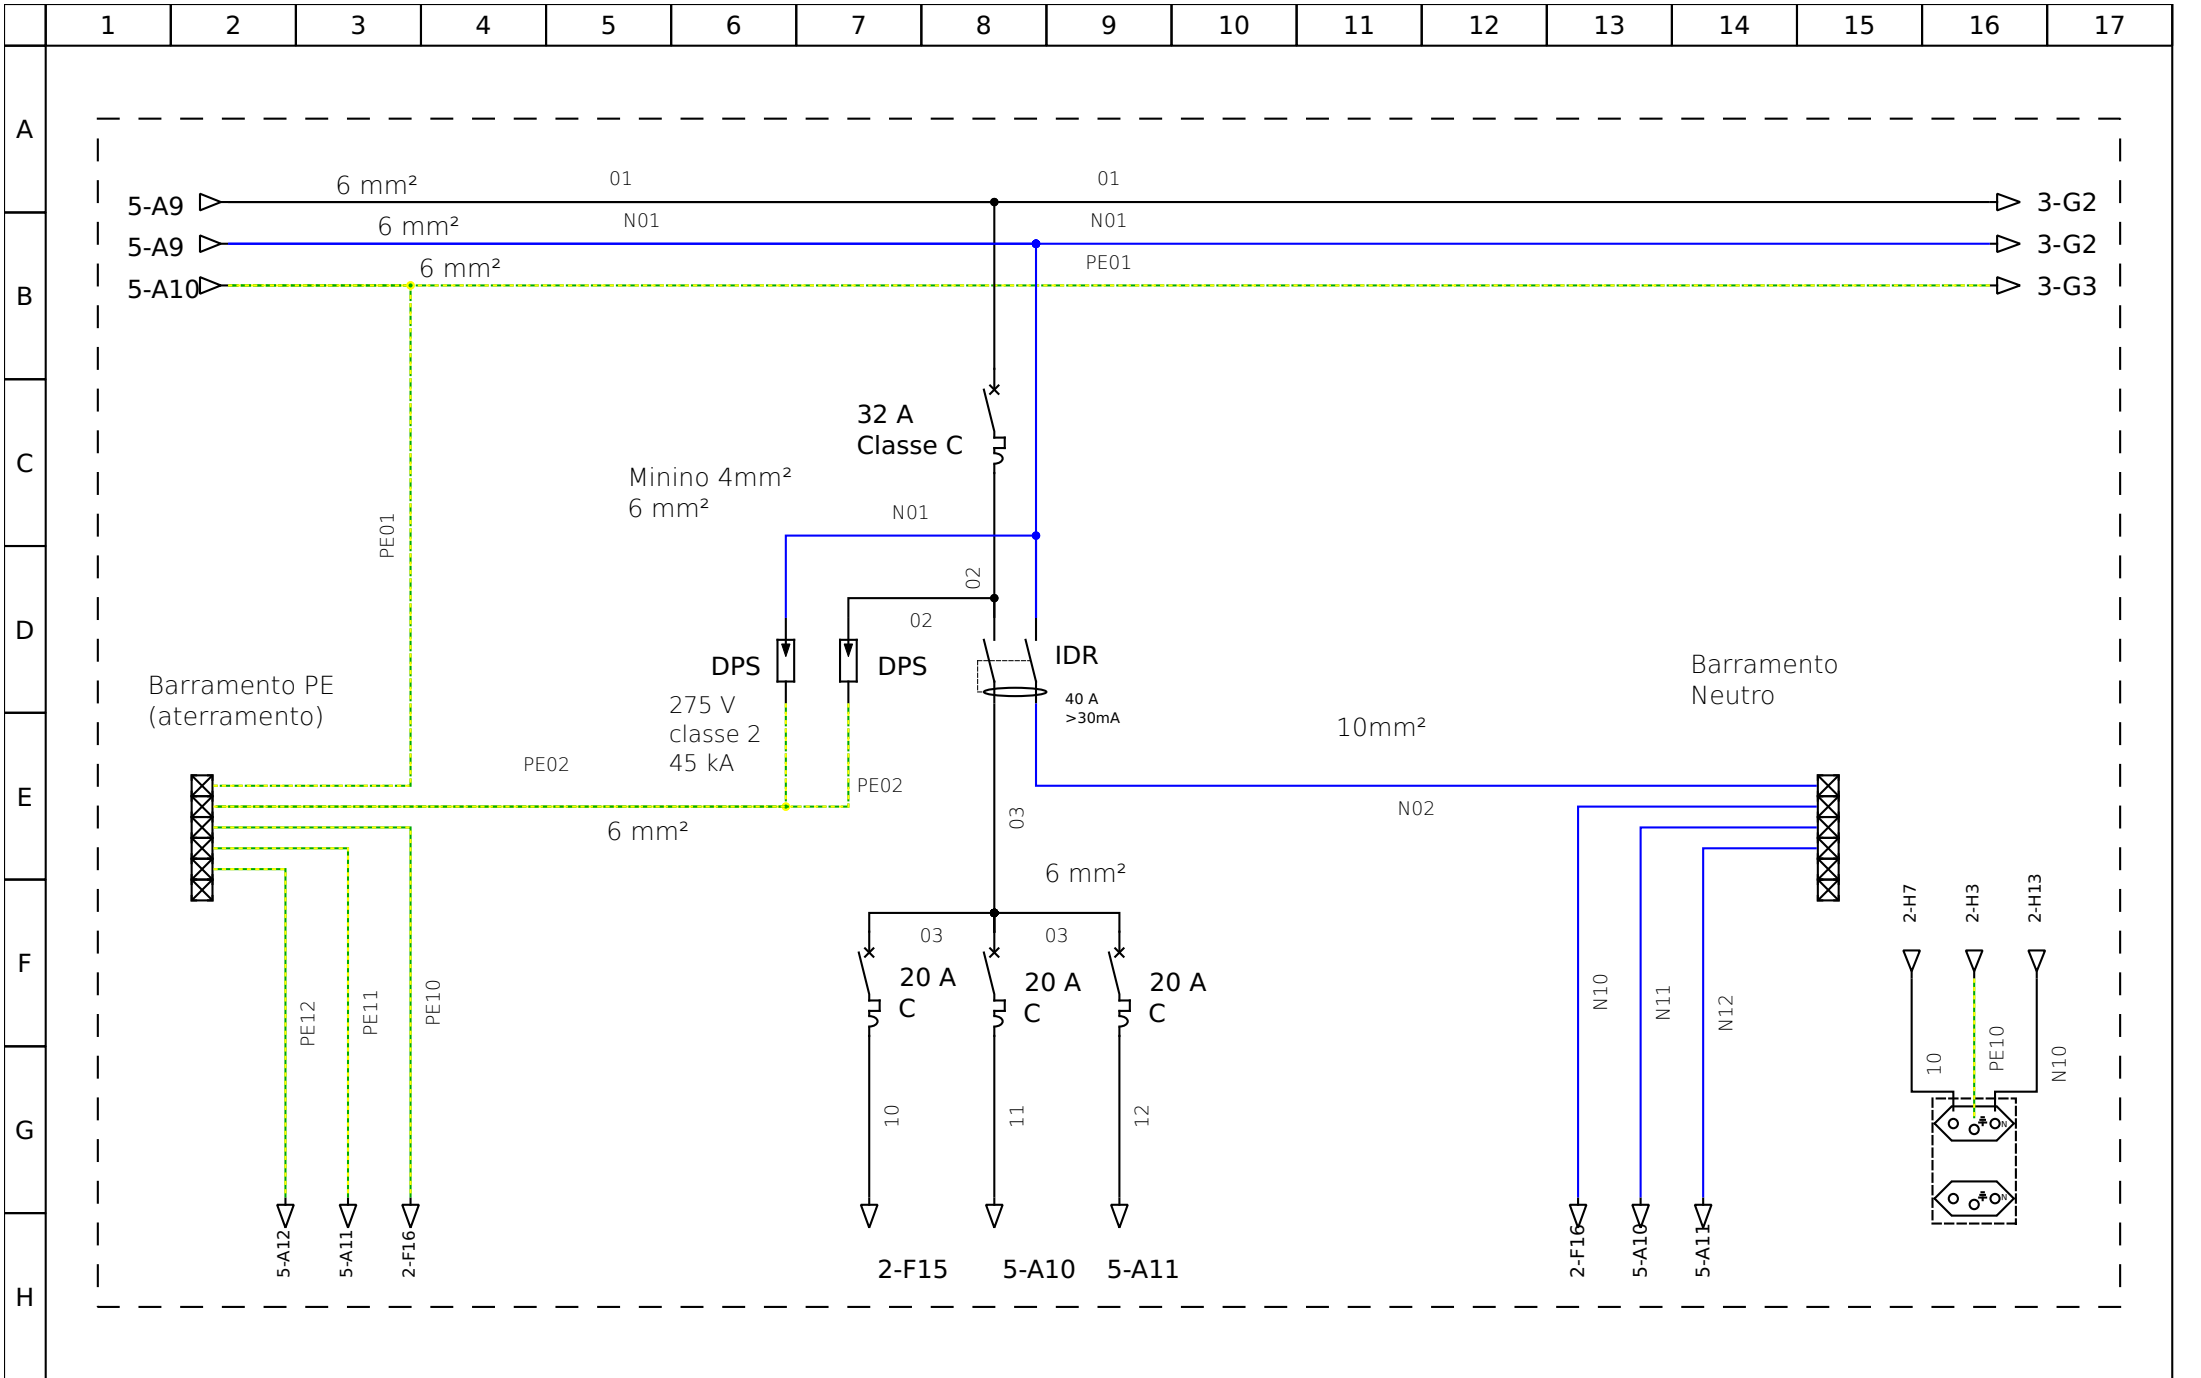 1 2 3 4 5 6 7 8 9 10 11 12 13 14 15 16 17
A
B
C
D
E
F
G
H
6 mm² 01 01
5-A9 3-G2
6 mm² N01 N01
5-A9 3-G2
6 mm² PE01
5-A10 3-G3
32 A
Classe C
Minino 4mm²
6 mm²
N01
PE01
02
02
DPS
DPS
IDR
40 A
>30mA
275 V
classe 2
45 kA
Barramento PE
(aterramento)
Barramento
Neutro
10mm²
PE02
PE02
6 mm²
N02
03
6 mm²
03
03
20 A
C
20 A
C
20 A
C
PE12
PE11
PE10
10
11
12
N10
N11
N12
2-H7
2-H3
2-H13
10
PE10
N10
N
N
5-A12
5-A11
2-F16
2-F15
5-A10
5-A11
2-F16
5-A10
5-A11